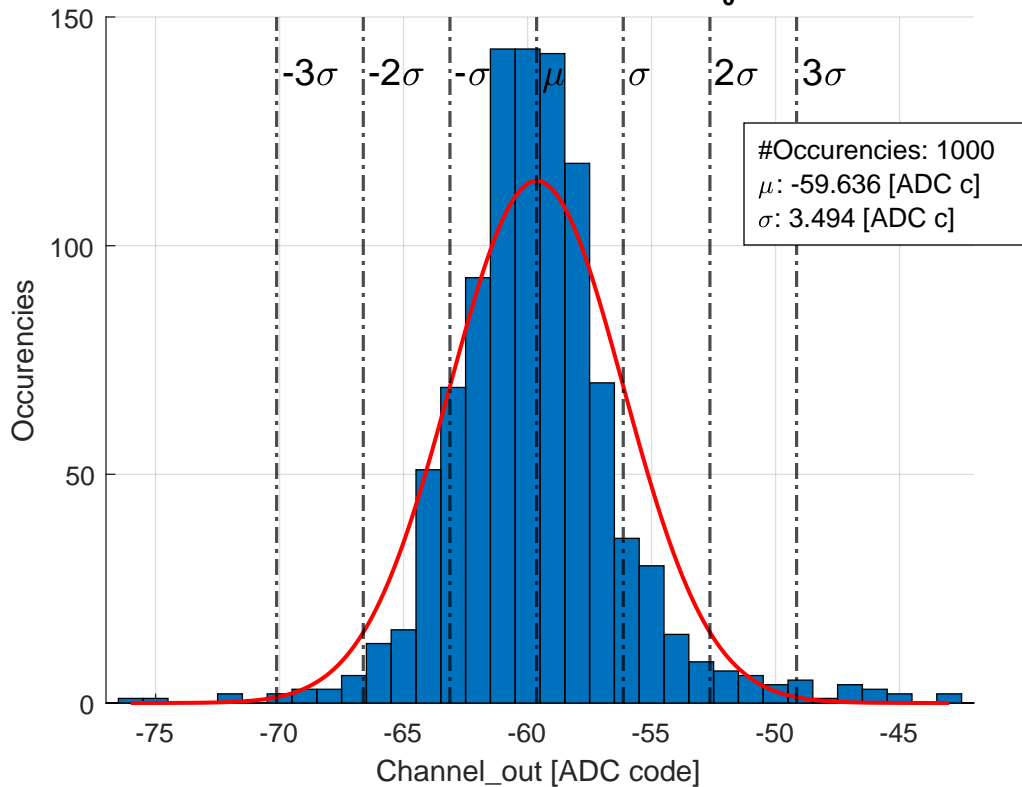 150
-3σ
-2σ
-σ
μ
σ
2σ
3σ
#Occurencies: 1000
μ: -59.636 [ADC c]
σ: 3.494 [ADC c]
100
50
0
Occurencies
-75
-70
-65
-60
-55
-50
-45
Channel_out [ADC code]